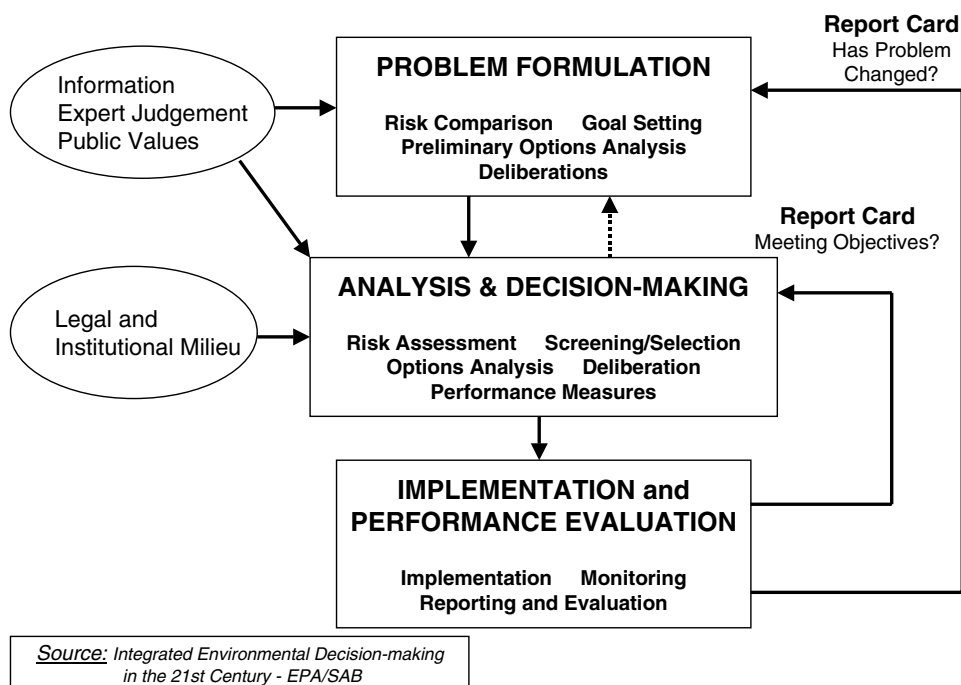 Report Card
Has Problem
Changed?
PROBLEM FORMULATION
Risk Comparison Goal Setting
Preliminary Options Analysis
Deliberations
Information
Expert Judgement
Public Values
Report Card
Meeting Objectives?
ANALYSIS & DECISION-MAKING
Risk Assessment Screening/Selection
Options Analysis Deliberation
Performance Measures
Legal and
Institutional Milieu
IMPLEMENTATION and
PERFORMANCE EVALUATION
Implementation Monitoring
Reporting and Evaluation
Source: Integrated Environmental Decision-making
in the 21st Century - EPA/SAB